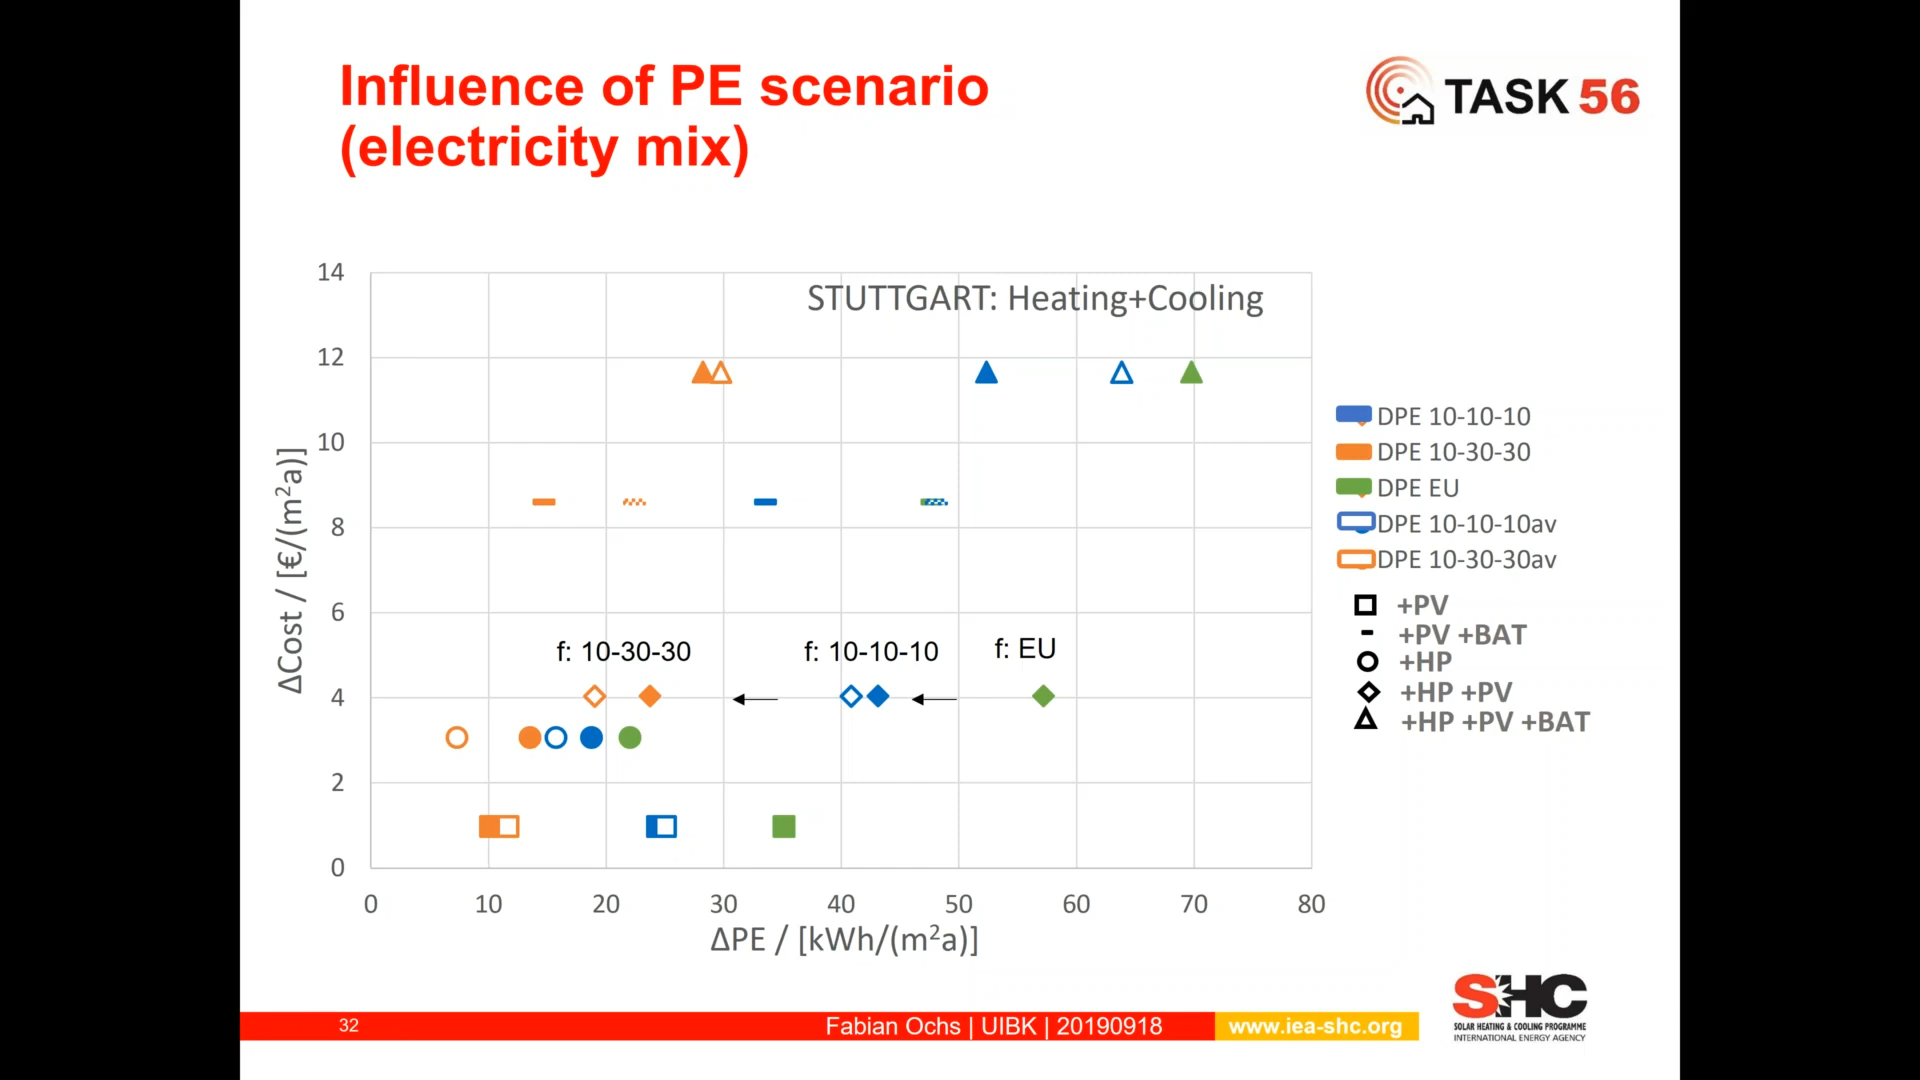 Influence of PE scenario
(electricity mix)
TASK 56
STUTTGART: Heating+Cooling
14
12
10
8
6
4
2
0
ΔCost / [€/(m²a)]
f: 10-30-30
f: 10-10-10
f: EU
0 10 20 30 40 50 60 70 80
ΔPE / [kWh/(m²a)]
DPE 10-10-10
DPE 10-30-30
DPE EU
DPE 10-10-10av
DPE 10-30-30av
+PV
+PV +BAT
+HP
+HP +PV
+HP +PV +BAT
32
Fabian Ochs | UIBK | 20190918
www.iea-shc.org
SHC
SOLAR HEATING & COOLING PROGRAMME
INTERNATIONAL ENERGY AGENCY